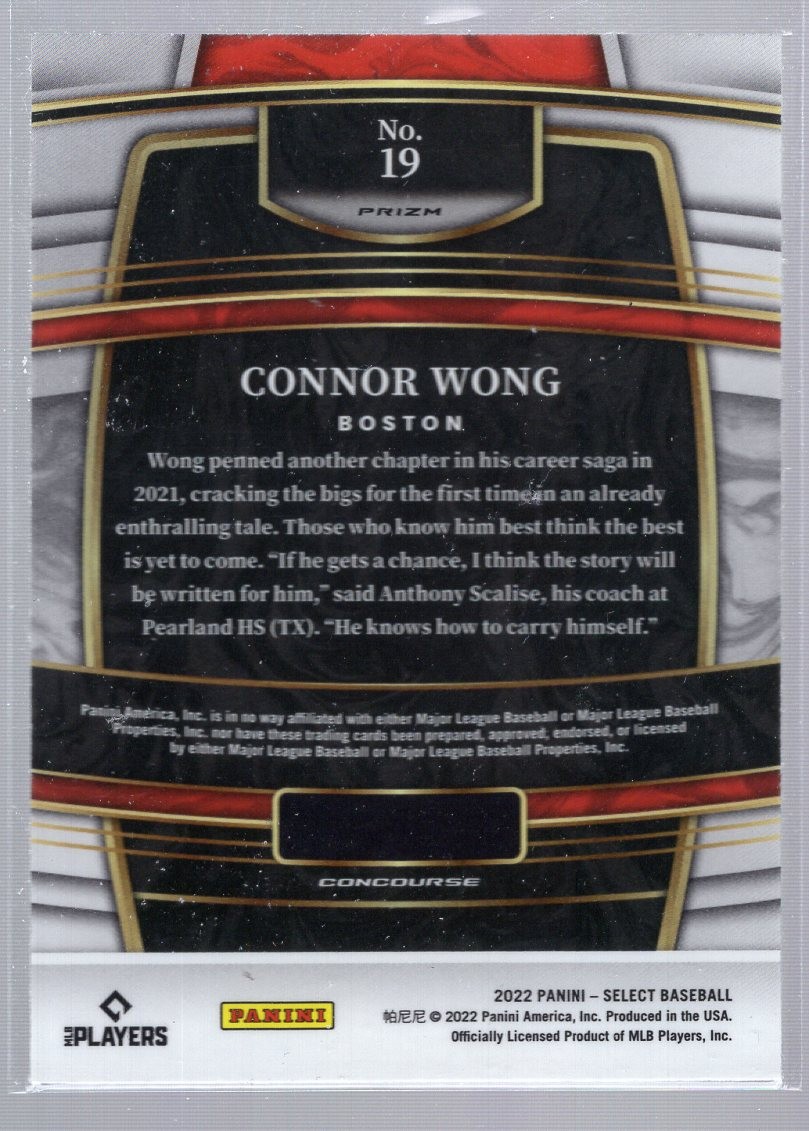 No.
19
PRIZM
CONNOR WONG
BOSTON
Wong penned another chapter in his career saga in
2021, cracking the bigs for the first time in an already
enthralling tale. Those who know him best think the best
is yet to come. “If he gets a chance, I think the story will
be written for him,” said Anthony Scalise, his coach at
Pearland HS (TX). “He knows how to carry himself.”
Panini America, Inc. is in no way affiliated with either Major League Baseball or Major League Baseball
Properties, Inc. nor have these trading cards been prepared, approved, endorsed, or licensed
by either Major League Baseball or Major League Baseball Properties, Inc.
CONCOURSE
MLB PLAYERS
PANINI
2022 PANINI – SELECT BASEBALL
帕尼尼 © 2022 Panini America, Inc. Produced in the USA.
Officially Licensed Product of MLB Players, Inc.